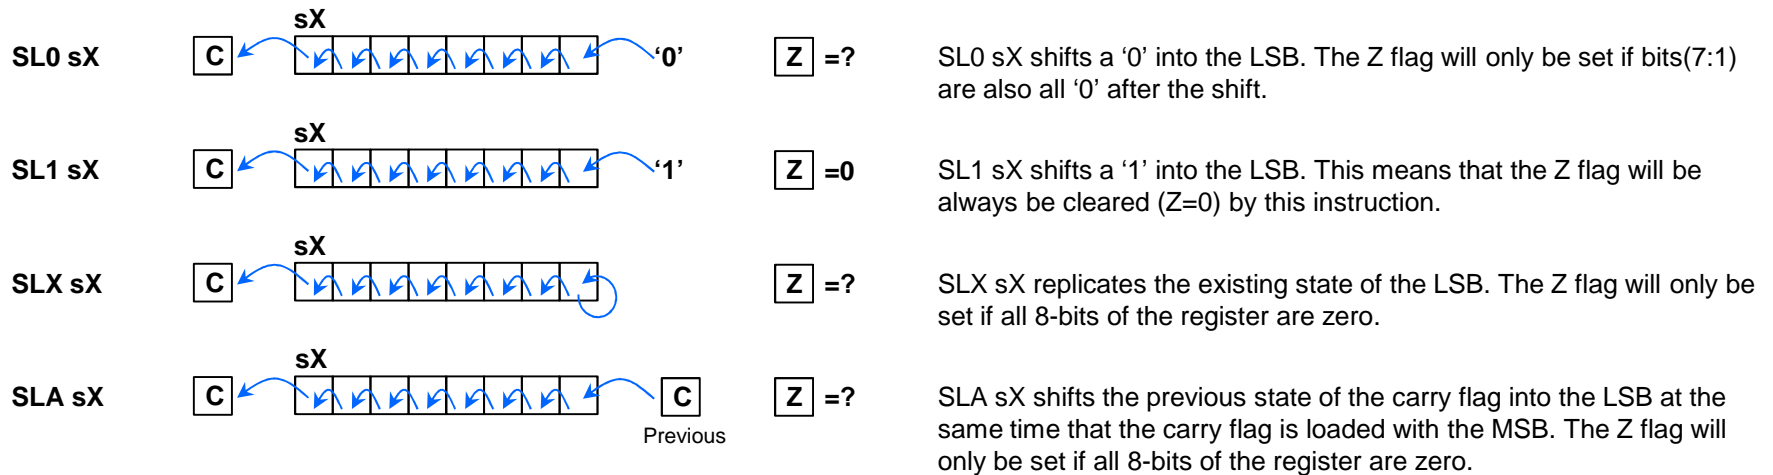 sX
SL0 sX C ‘0’ Z =? SL0 sX shifts a ‘0’ into the LSB. The Z flag will only be set if bits(7:1)
are also all ‘0’ after the shift.
sX
SL1 sX C ‘1’ Z =0 SL1 sX shifts a ‘1’ into the LSB. This means that the Z flag will be
always be cleared (Z=0) by this instruction.
sX
SLX sX C Z =? SLX sX replicates the existing state of the LSB. The Z flag will only be
set if all 8-bits of the register are zero.
sX
SLA sX C C Z =? SLA sX shifts the previous state of the carry flag into the LSB at the
Previous same time that the carry flag is loaded with the MSB. The Z flag will
only be set if all 8-bits of the register are zero.